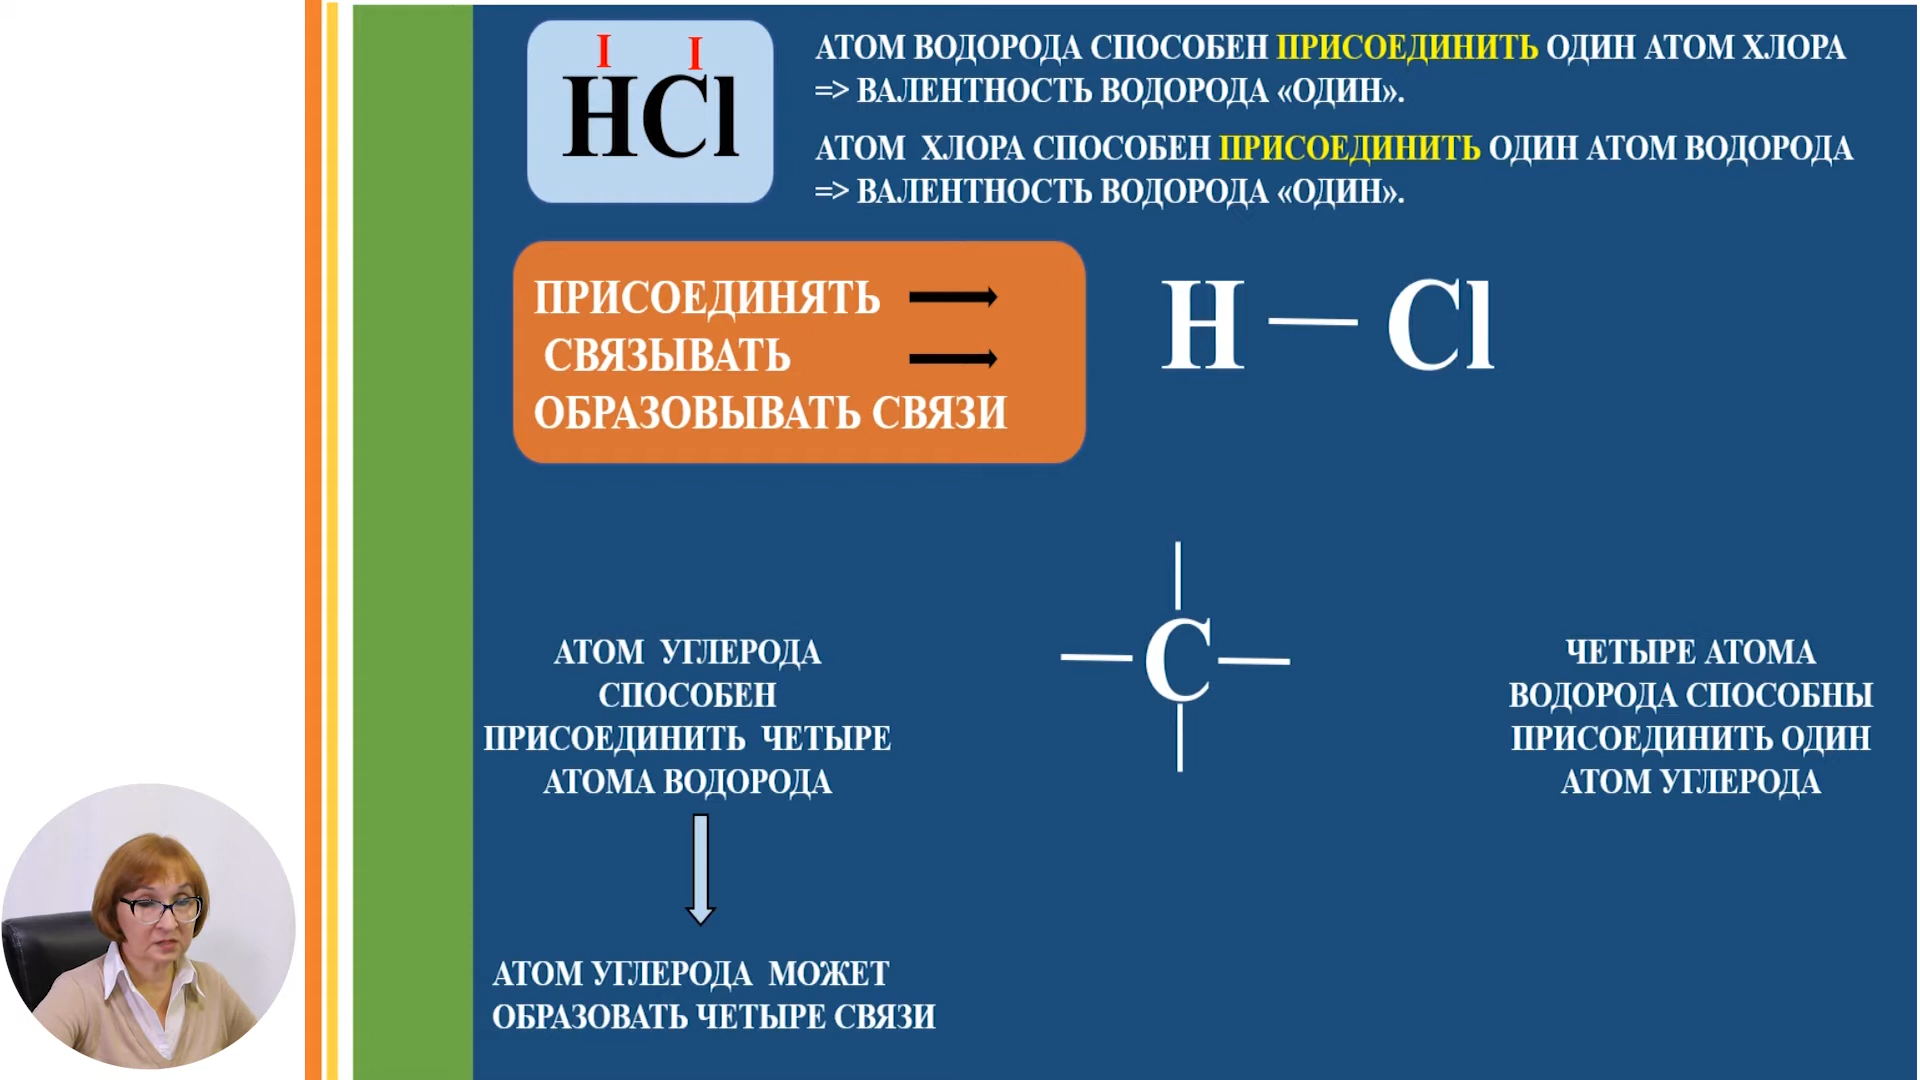 I I
HCl
АТОМ ВОДОРОДА СПОСОБЕН ПРИСОЕДИНИТЬ ОДИН АТОМ ХЛОРА
=> ВАЛЕНТНОСТЬ ВОДОРОДА «ОДИН».
АТОМ ХЛОРА СПОСОБЕН ПРИСОЕДИНИТЬ ОДИН АТОМ ВОДОРОДА
=> ВАЛЕНТНОСТЬ ВОДОРОДА «ОДИН».
ПРИСОЕДИНЯТЬ
СВЯЗЫВАТЬ
ОБРАЗОВЫВАТЬ СВЯЗИ
H — Cl
АТОМ УГЛЕРОДА
СПОСОБЕН
ПРИСОЕДИНИТЬ ЧЕТЫРЕ
АТОМА ВОДОРОДА
C
ЧЕТЫРЕ АТОМА
ВОДОРОДА СПОСОБНЫ
ПРИСОЕДИНИТЬ ОДИН
АТОМ УГЛЕРОДА
АТОМ УГЛЕРОДА МОЖЕТ
ОБРАЗОВАТЬ ЧЕТЫРЕ СВЯЗИ